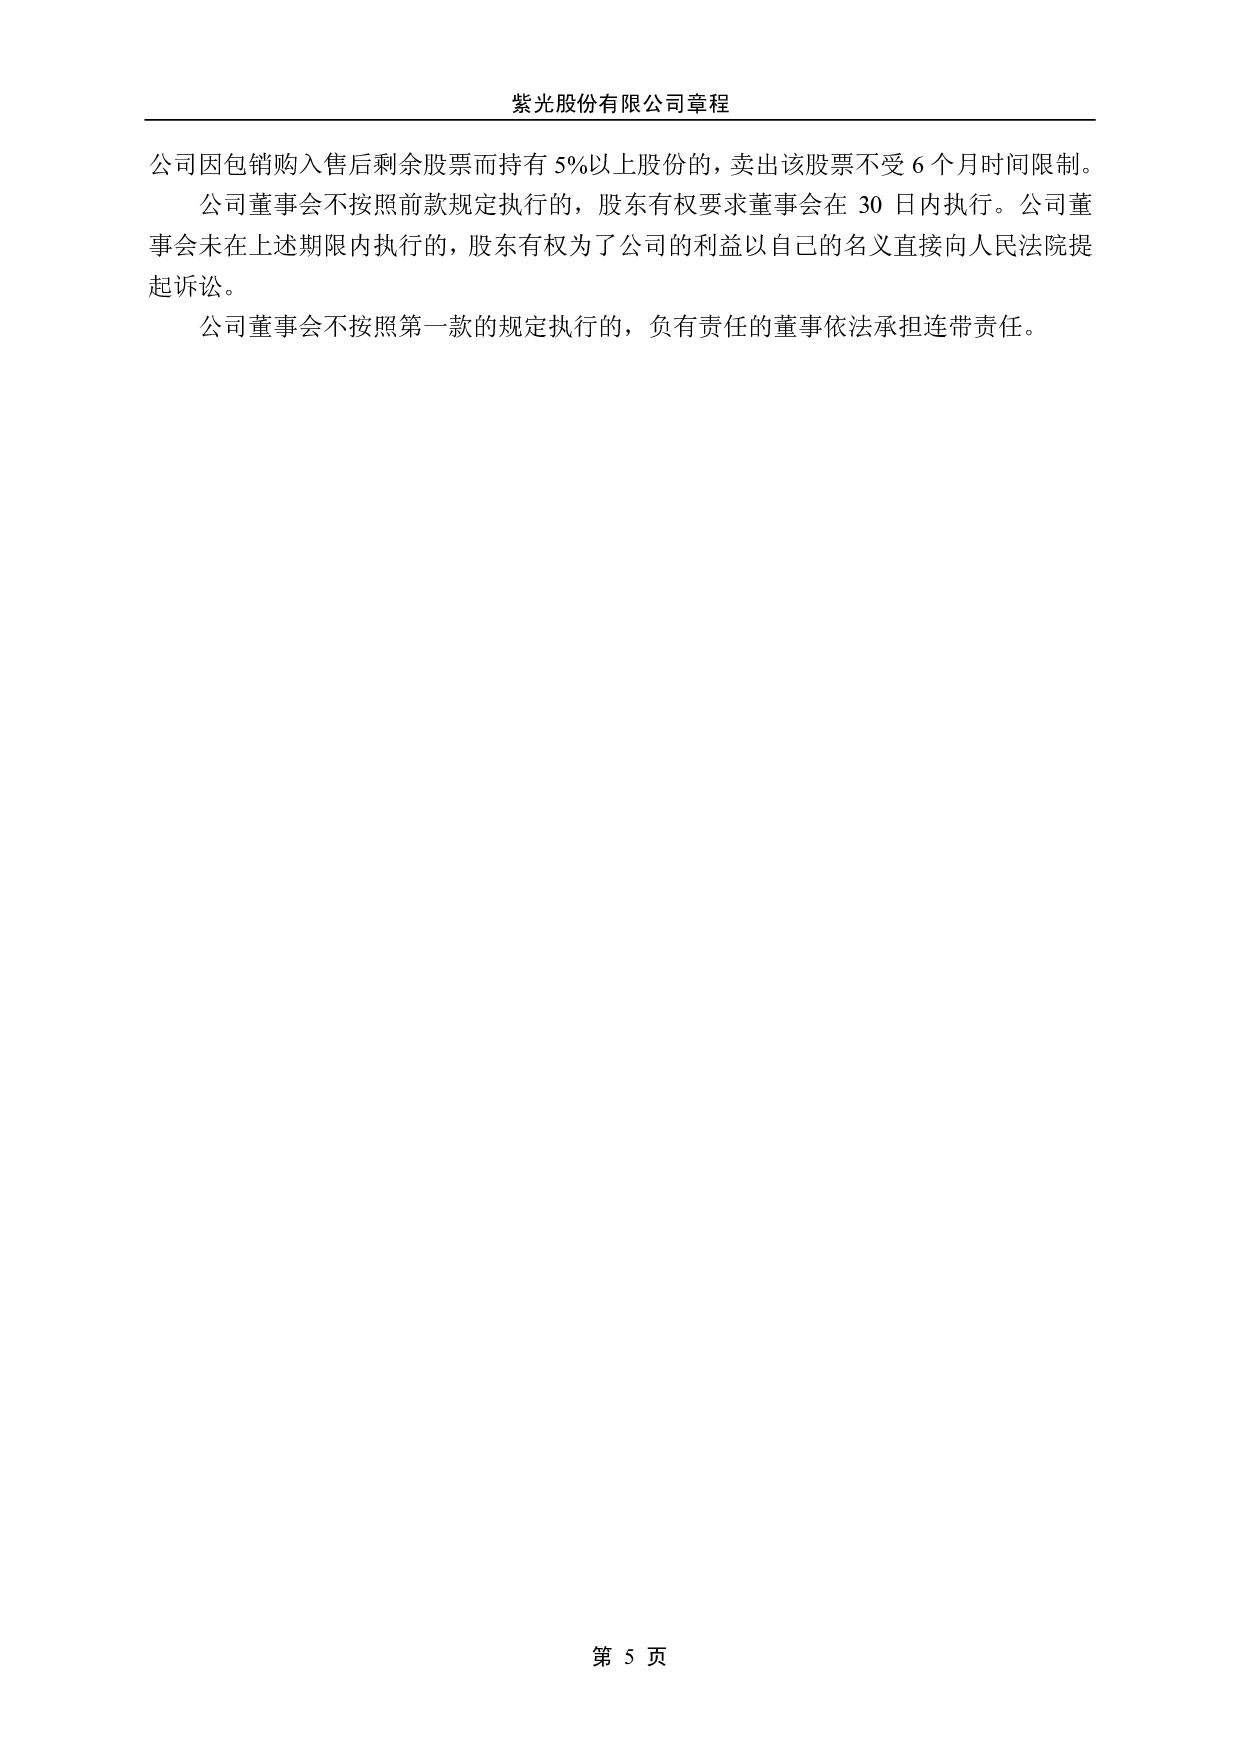 紫光股份有限公司章程
公司因包销购入售后剩余股票而持有 5%以上股份的，卖出该股票不受 6 个月时间限制。
公司董事会不按照前款规定执行的，股东有权要求董事会在 30 日内执行。公司董
事会未在上述期限内执行的，股东有权为了公司的利益以自己的名义直接向人民法院提
起诉讼。
公司董事会不按照第一款的规定执行的，负有责任的董事依法承担连带责任。
第 5 页